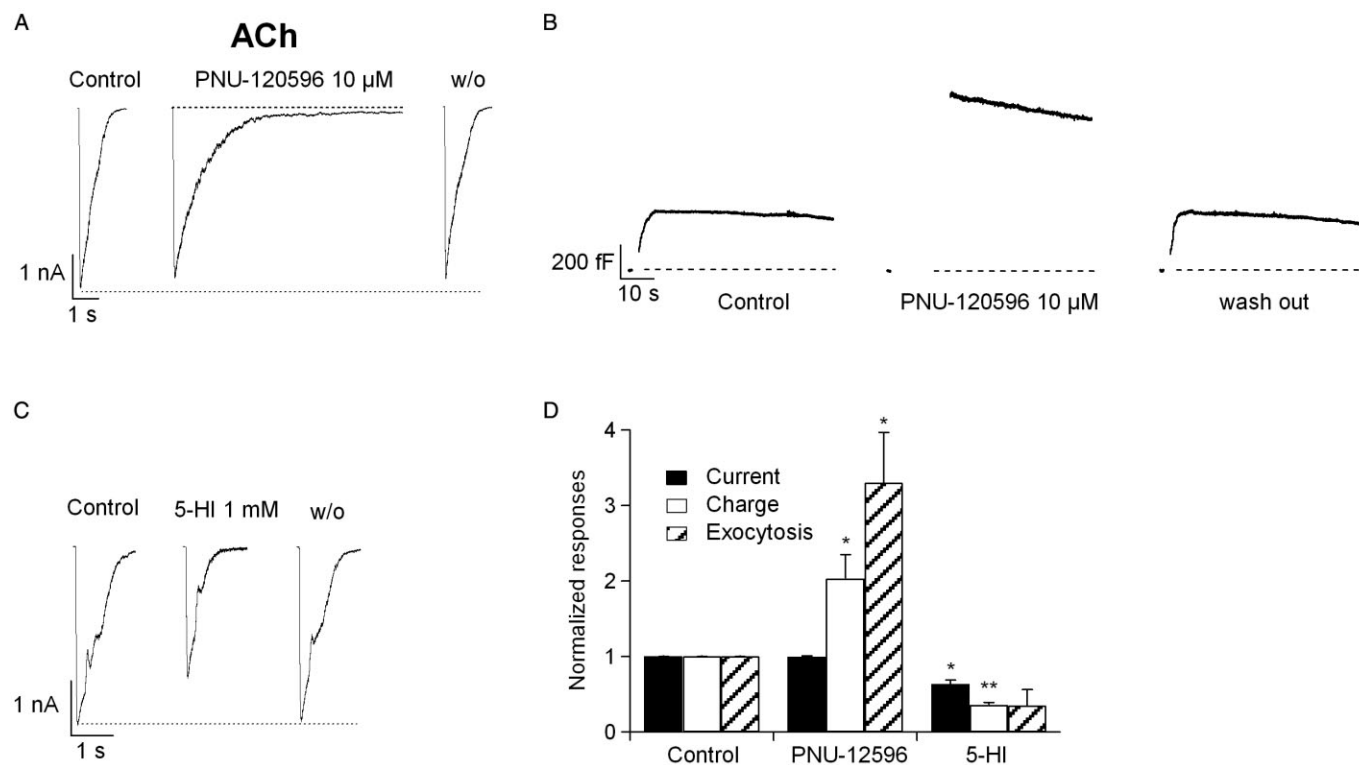 A
ACh
Control PNU-120596 10 µM w/o
1 nA
1 s
B
200 fF
10 s
Control PNU-120596 10 µM wash out
C
Control 5-HI 1 mM w/o
1 nA
1 s
D
Normalized responses
4
3
2
1
0
Current
Charge
Exocytosis
*
*
*
**
Control PNU-12596 5-HI